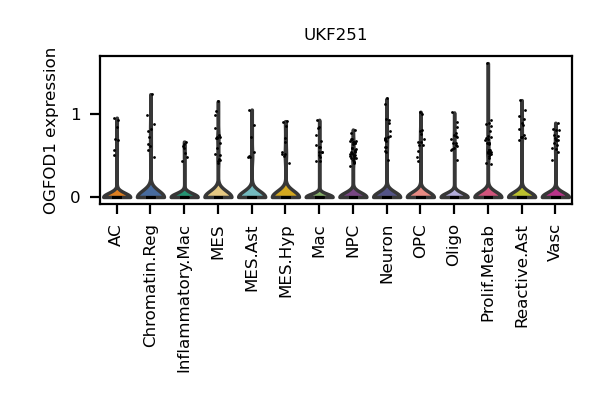 UKF251
OGFOD1 expression
1
0
AC
Chromatin.Reg
Inflammatory.Mac
MES
MES.Ast
MES.Hyp
Mac
NPC
Neuron
OPC
Oligo
Prolif.Metab
Reactive.Ast
Vasc